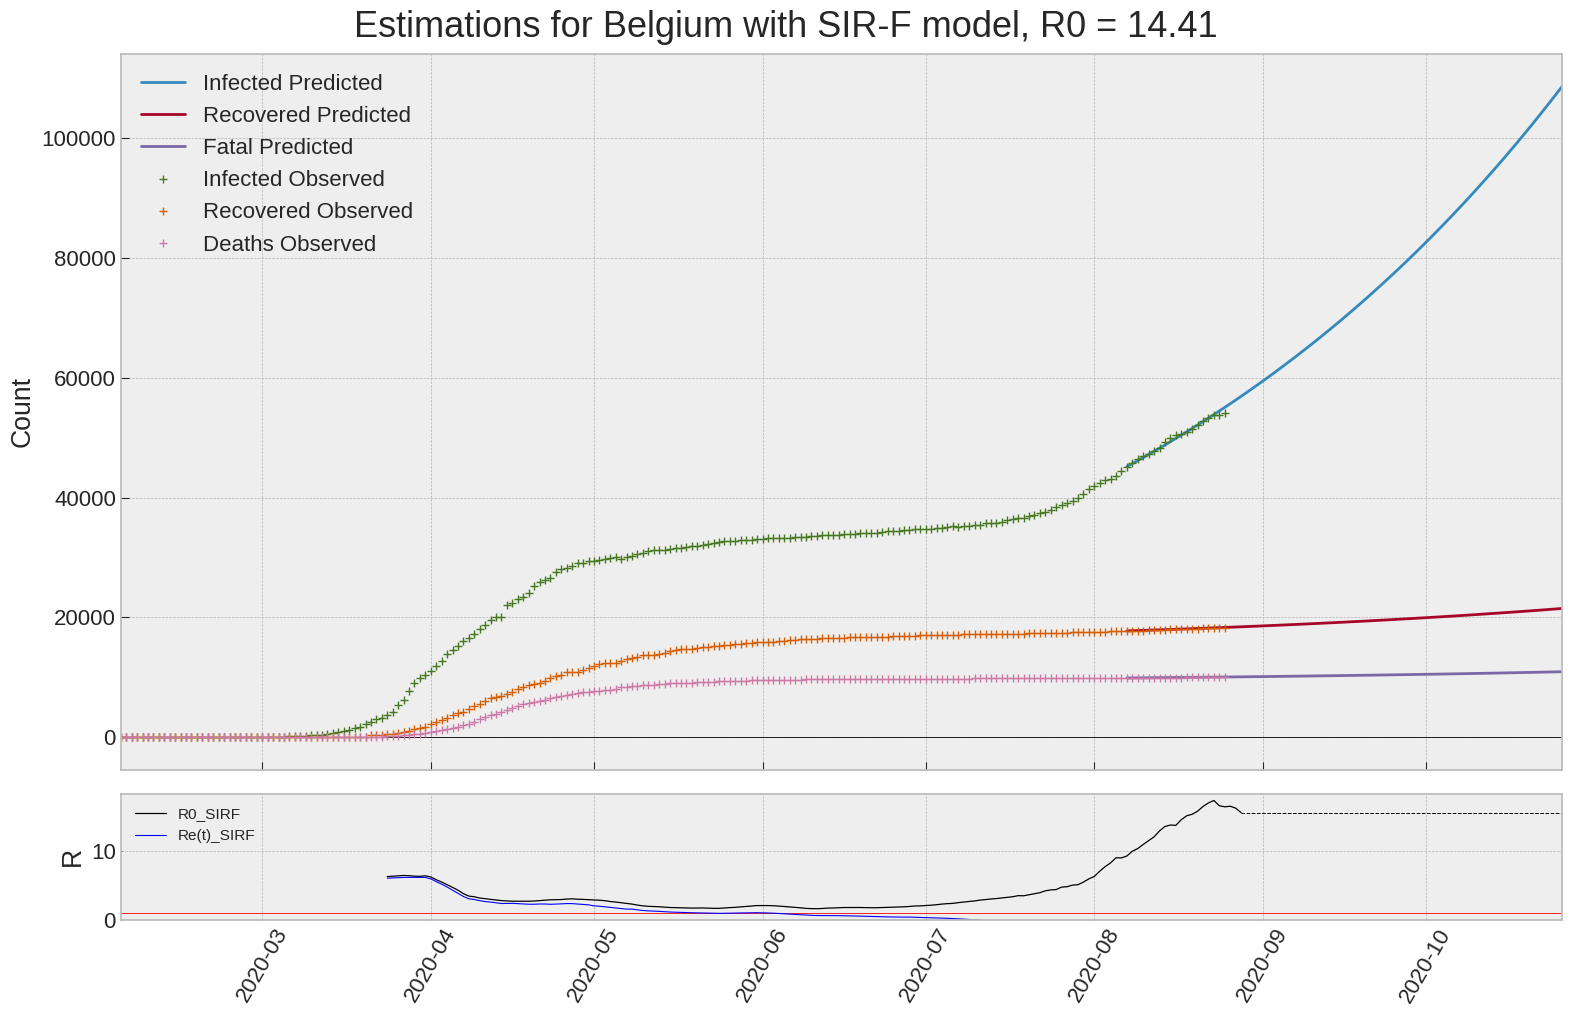 Estimations for Belgium with SIR-F model, R0 = 14.41
Infected Predicted
Recovered Predicted
Fatal Predicted
Infected Observed
Recovered Observed
Deaths Observed
100000
80000
60000
40000
20000
0
Count
R0_SIRF
Re(t)_SIRF
10
0
R
2020-03
2020-04
2020-05
2020-06
2020-07
2020-08
2020-09
2020-10